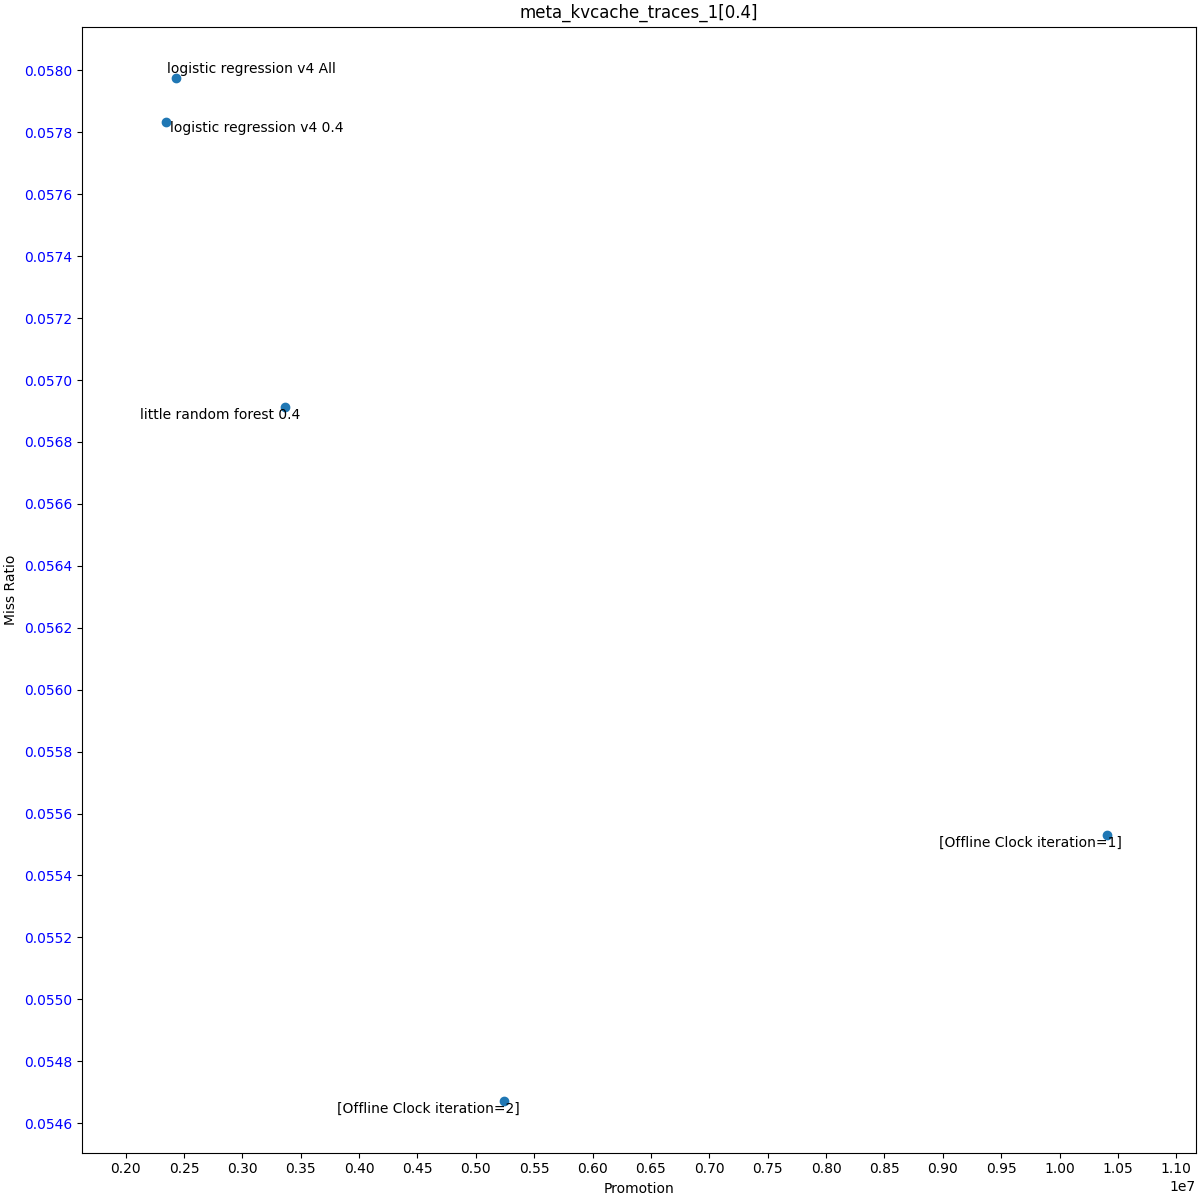 meta_kvcache_traces_1[0.4]
logistic regression v4 All
logistic regression v4 0.4
little random forest 0.4
[Offline Clock iteration=1]
[Offline Clock iteration=2]
Miss Ratio
0.0580
0.0578
0.0576
0.0574
0.0572
0.0570
0.0568
0.0566
0.0564
0.0562
0.0560
0.0558
0.0556
0.0554
0.0552
0.0550
0.0548
0.0546
0.20 0.25 0.30 0.35 0.40 0.45 0.50 0.55 0.60 0.65 0.70 0.75 0.80 0.85 0.90 0.95 1.00 1.05 1.10
Promotion
1e7